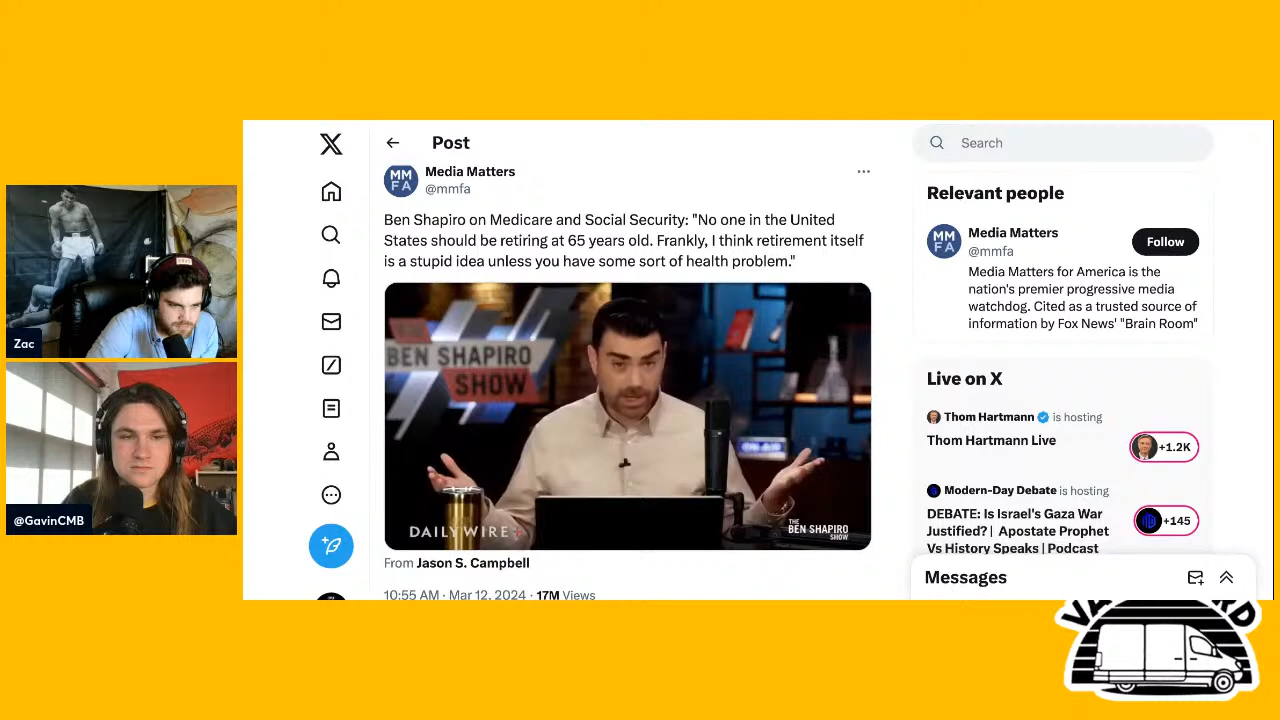 Zac
@GavinCMB
Post
Media Matters
@mmfa
Ben Shapiro on Medicare and Social Security: "No one in the United
States should be retiring at 65 years old. Frankly, I think retirement itself
is a stupid idea unless you have some sort of health problem."
BEN SHAPIRO
SHOW
ON AIR
DAILYWIRE+
THE
BEN SHAPIRO
SHOW
From Jason S. Campbell
10:55 AM · Mar 12, 2024 · 17M Views
Search
Relevant people
MM
FA
Media Matters
@mmfa
Follow
Media Matters for America is the
nation's premier progressive media
watchdog. Cited as a trusted source of
information by Fox News' "Brain Room"
Live on X
Thom Hartmann is hosting
Thom Hartmann Live
+1.2K
Modern-Day Debate is hosting
DEBATE: Is Israel's Gaza War
Justified? | Apostate Prophet
Vs History Speaks | Podcast
+145
Messages